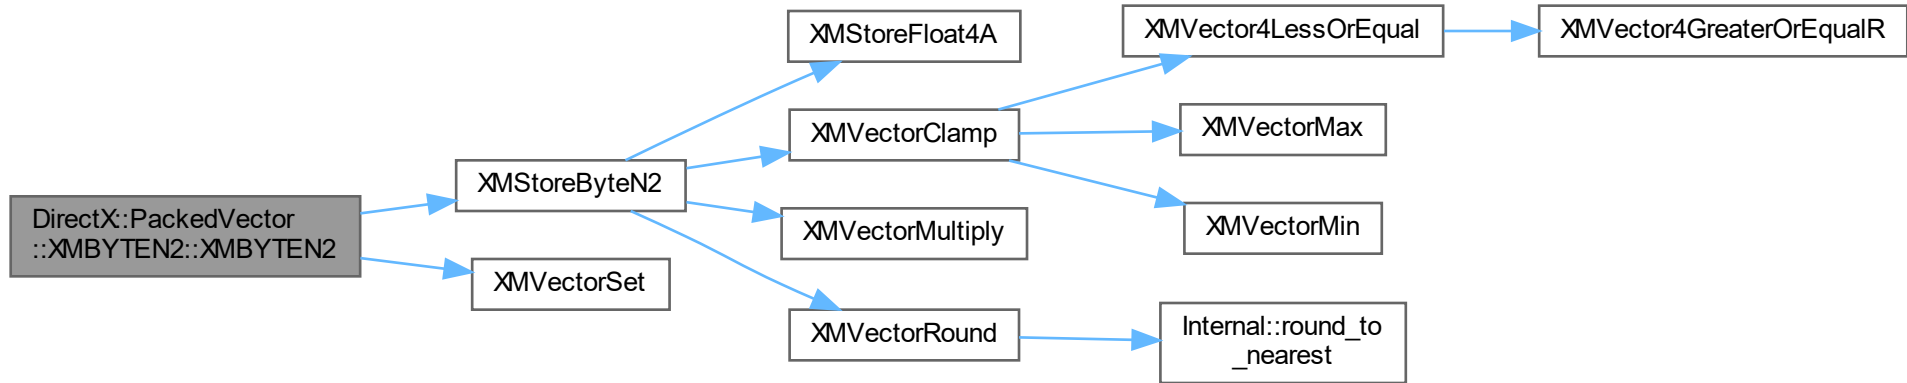 DirectX::PackedVector
::XMBYTEN2::XMBYTEN2
XMStoreByteN2
XMVectorSet
XMStoreFloat4A
XMVectorClamp
XMVectorMultiply
XMVectorRound
XMVector4LessOrEqual
XMVectorMax
XMVectorMin
Internal::round_to
_nearest
XMVector4GreaterOrEqualR